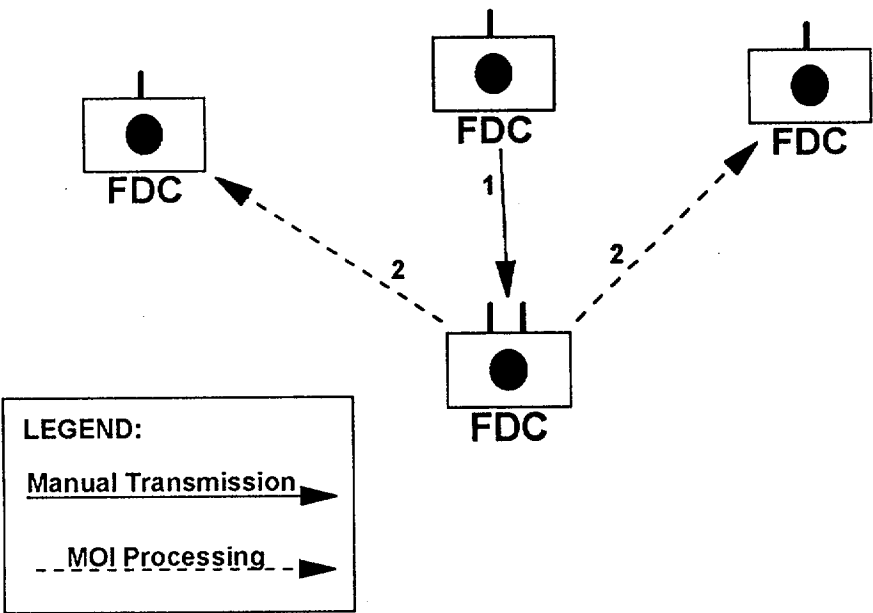 FDC
FDC
FDC
1
2
2
FDC
LEGEND:
Manual Transmission
MOI Processing